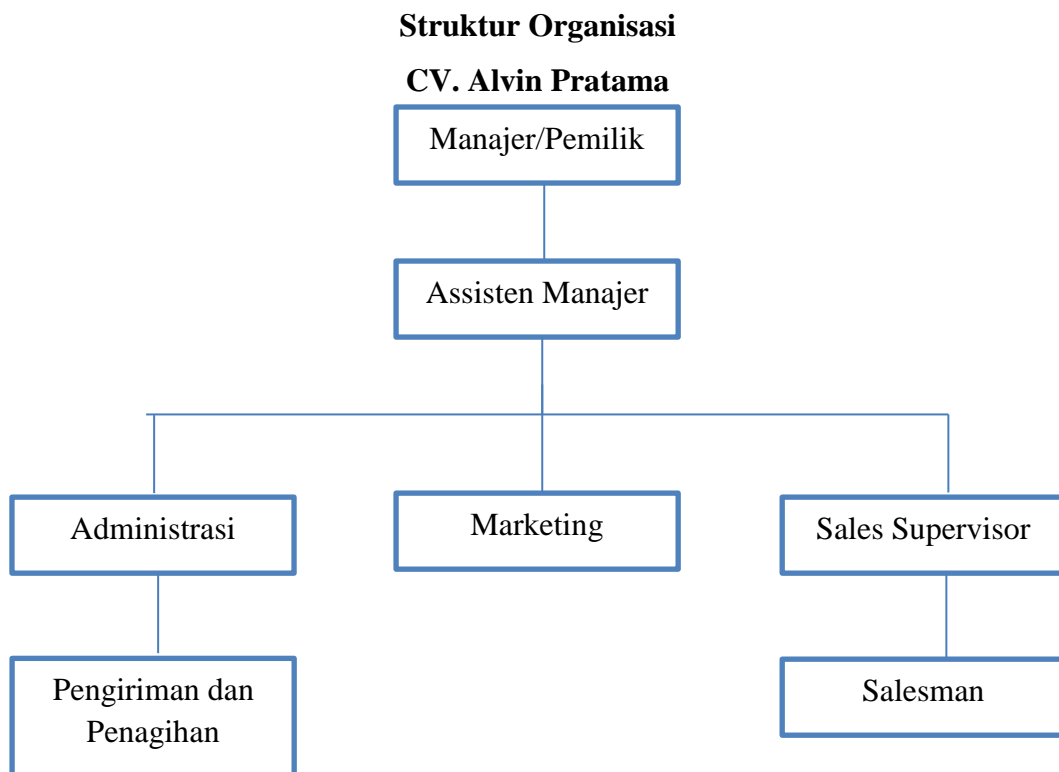 Struktur Organisasi
CV. Alvin Pratama
Manajer/Pemilik
Assisten Manajer
Administrasi
Marketing
Sales Supervisor
Pengiriman dan
Penagihan
Salesman